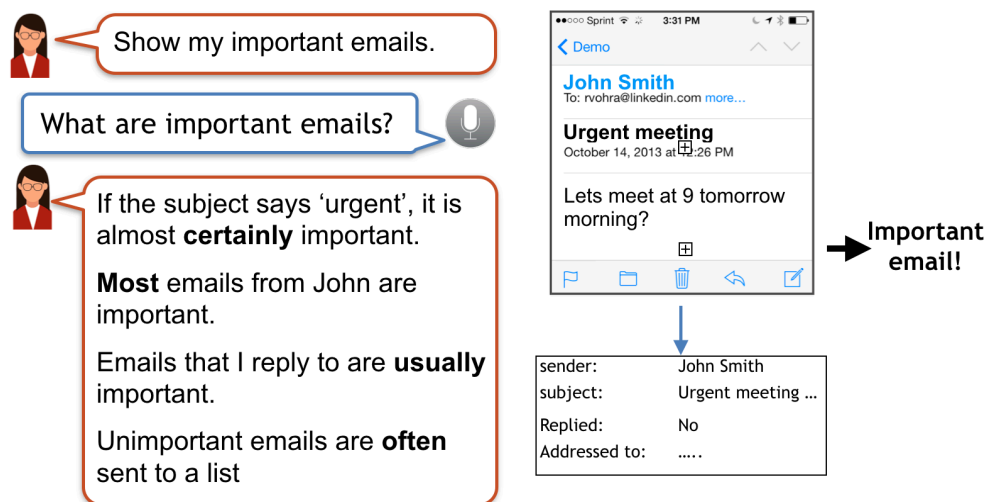 Show my important emails.
What are important emails?
If the subject says ‘urgent’, it is
almost certainly important.
Most emails from John are
important.
Emails that I reply to are usually
important.
Unimportant emails are often
sent to a list
●●○○○ Sprint 3:31 PM
Demo
John Smith
To: rvohra@linkedin.com more...
Urgent meeting
October 14, 2013 at 12:26 PM
Lets meet at 9 tomorrow
morning?
Important
email!
sender: John Smith
subject: Urgent meeting …
Replied: No
Addressed to: …..